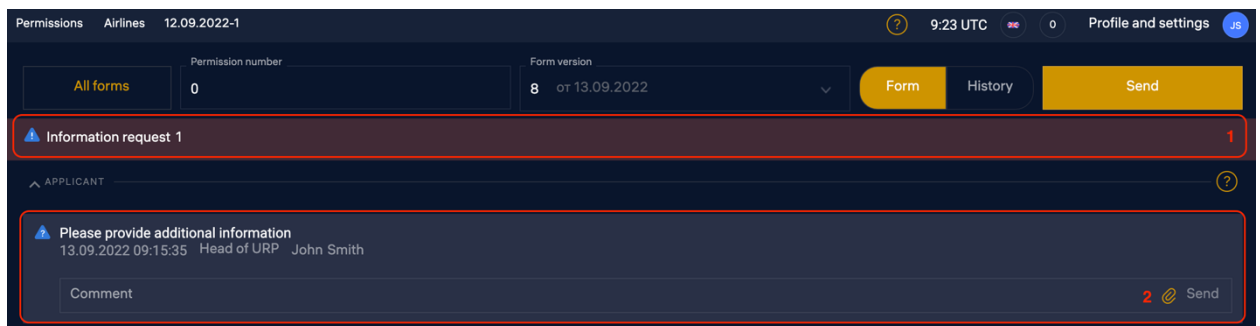 Permissions Airlines 12.09.2022-1 ? 9:23 UTC 0 Profile and settings JS
Permission number Form version
All forms 0 8 от 13.09.2022 Form History Send
Information request 1 1
APPLICANT ?
Please provide additional information
13.09.2022 09:15:35 Head of URP John Smith
Comment 2 Send